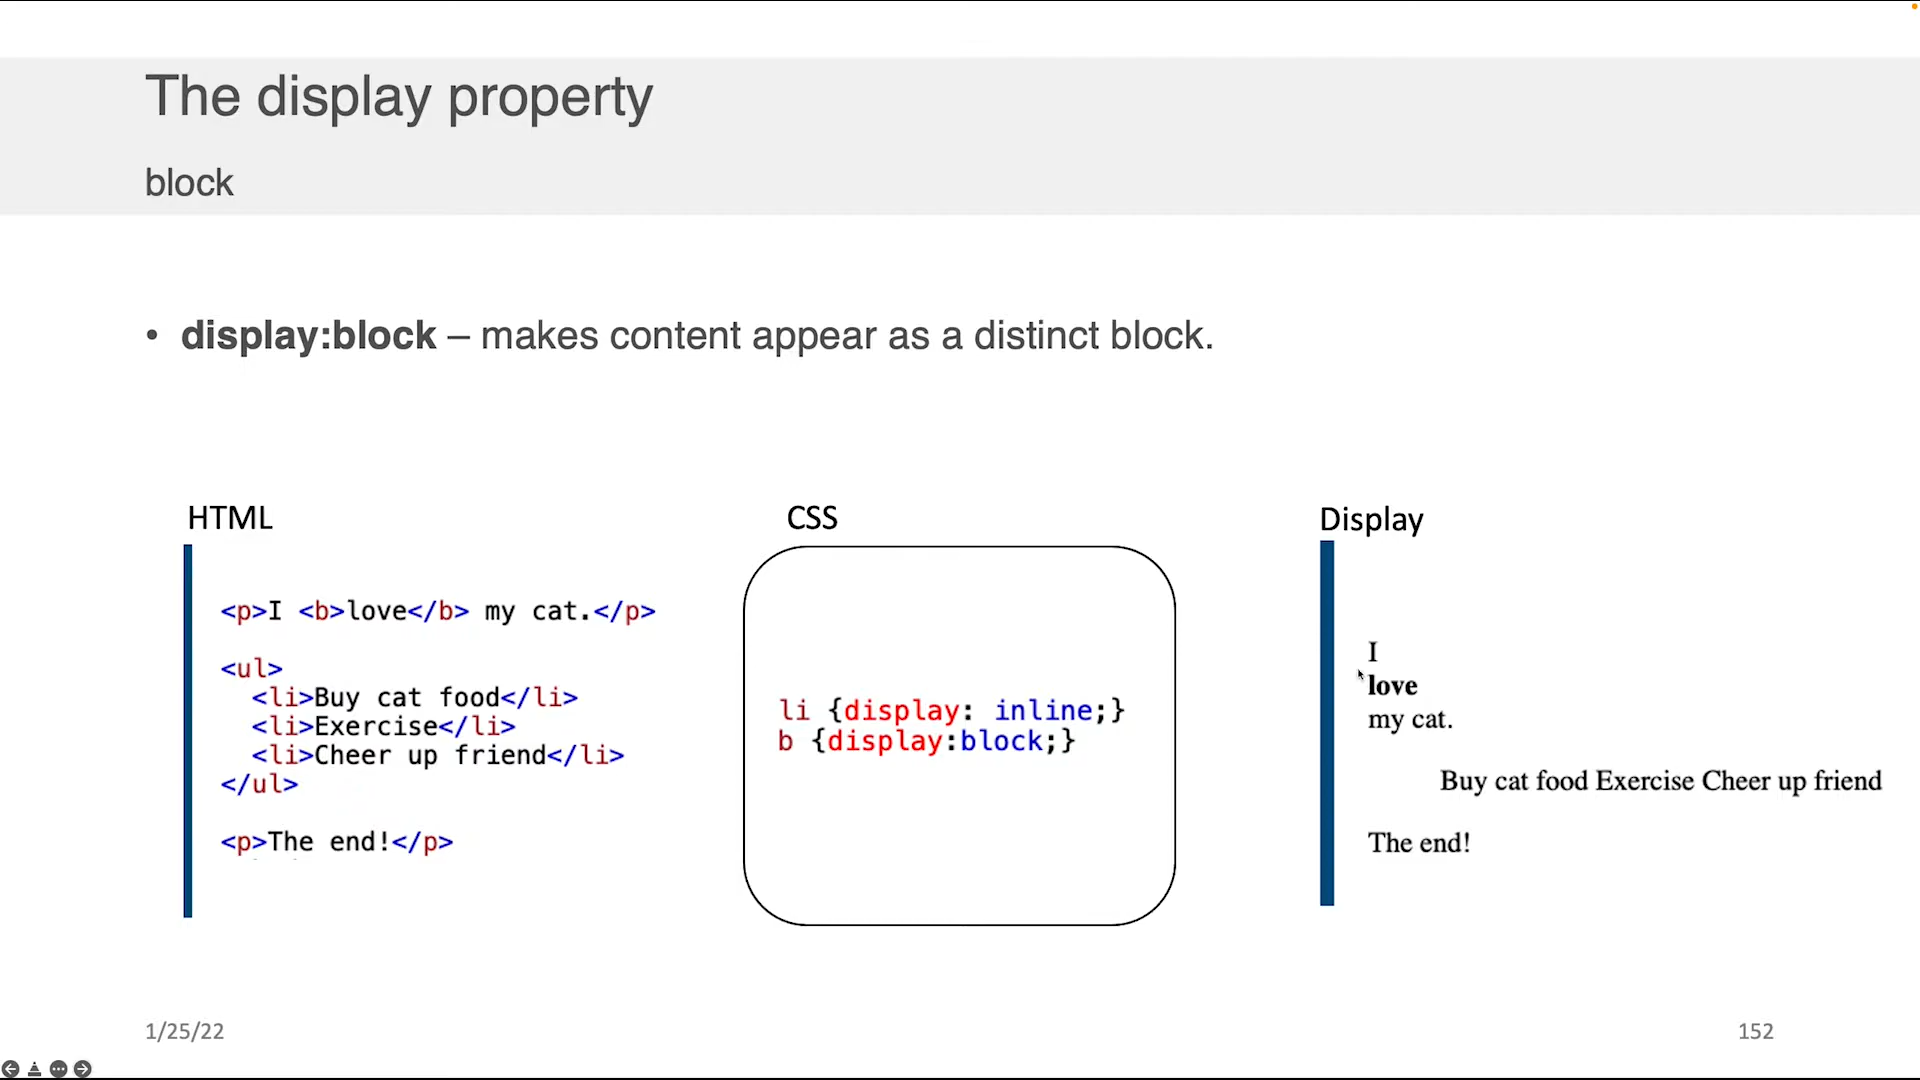 The display property
block
• display:block – makes content appear as a distinct block.
HTML
<p>I <b>love</b> my cat.</p>
<ul>
<li>Buy cat food</li>
<li>Exercise</li>
<li>Cheer up friend</li>
</ul>
<p>The end!</p>
CSS
li {display: inline;}
b {display:block;}
Display
I
love
my cat.
Buy cat food Exercise Cheer up friend
The end!
1/25/22
152